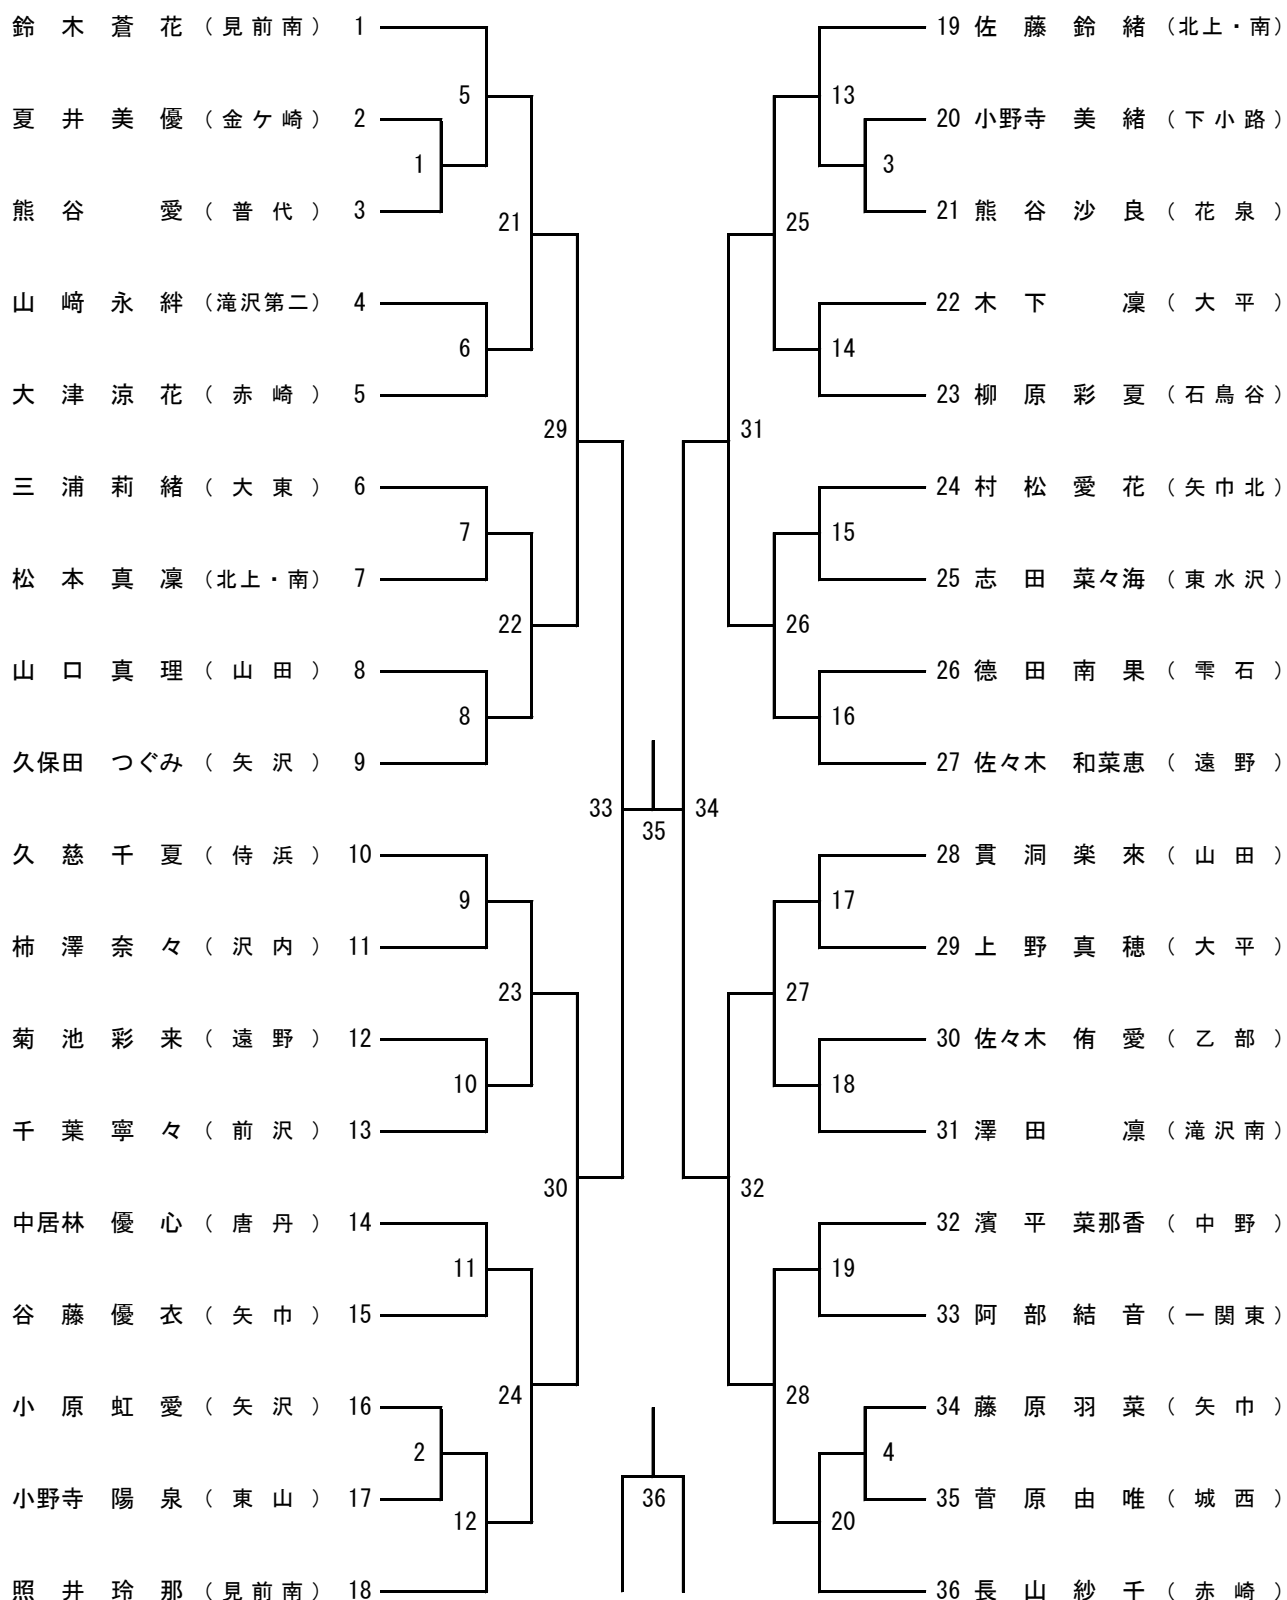 鈴木蒼花（見前南） 1
5
夏井美優（金ケ崎） 2
1
熊谷 愛（普代） 3
21
山﨑永絆（滝沢第二） 4
6
大津涼花（赤崎） 5
29
三浦莉緒（大東） 6
7
松本真凜（北上・南） 7
22
山口真理（山田） 8
8
久保田 つぐみ（矢沢） 9
33
久慈千夏（侍浜） 10
9
柿澤奈々（沢内） 11
23
菊池彩来（遠野） 12
10
千葉寧々（前沢） 13
30
中居林 優心（唐丹） 14
11
谷藤優衣（矢巾） 15
24
小原虹愛（矢沢） 16
2
小野寺 陽泉（東山） 17
12
照井玲那（見前南） 18
35
36
19 佐藤鈴緒（北上・南）
13
20 小野寺 美緒（下小路）
3
21 熊谷沙良（花泉）
25
22 木下 凜（大平）
14
23 柳原彩夏（石鳥谷）
31
24 村松愛花（矢巾北）
15
25 志田菜々海（東水沢）
26
26 德田南果（雫石）
16
27 佐々木 和菜恵（遠野）
34
28 貫洞楽來（山田）
17
29 上野真穂（大平）
27
30 佐々木 侑愛（乙部）
18
31 澤田 凛（滝沢南）
32
32 濱平菜那香（中野）
19
33 阿部結音（一関東）
28
34 藤原羽菜（矢巾）
4
35 菅原由唯（城西）
20
36 長山紗千（赤崎）